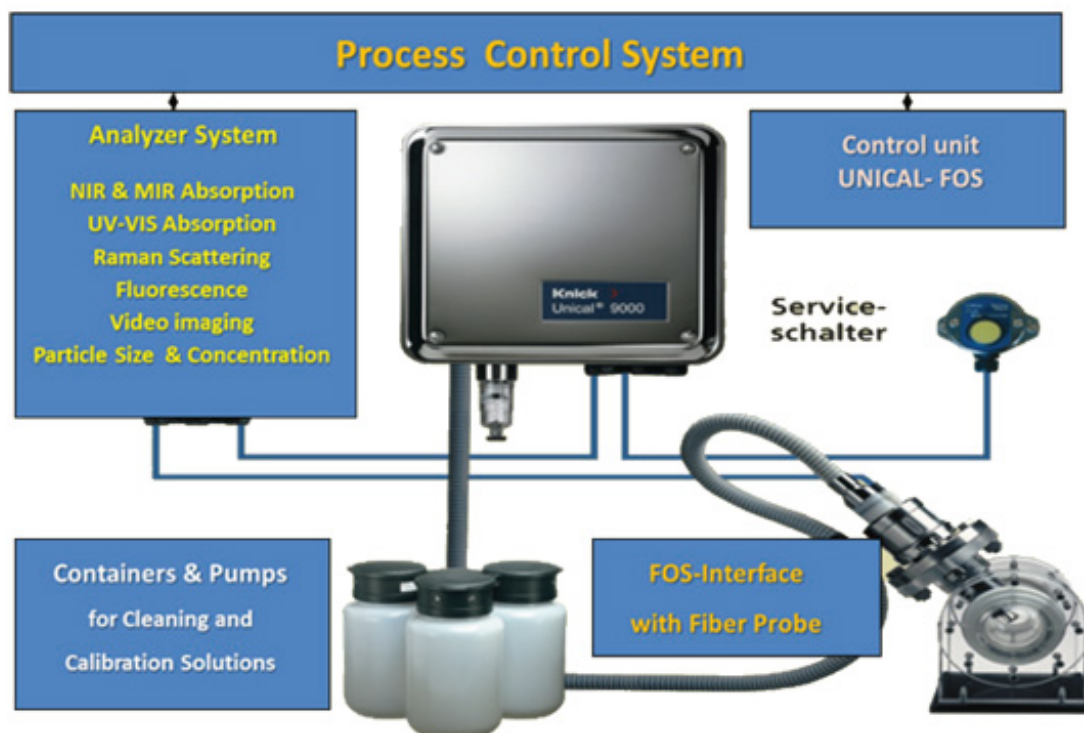 Process Control System
Analyzer System
NIR & MIR Absorption
UV-VIS Absorption
Raman Scattering
Fluorescence
Video imaging
Particle Size & Concentration
Control unit
UNICAL- FOS
Knick
Unical® 9000
Service-
schalter
Containers & Pumps
for Cleaning and
Calibration Solutions
FOS-Interface
with Fiber Probe